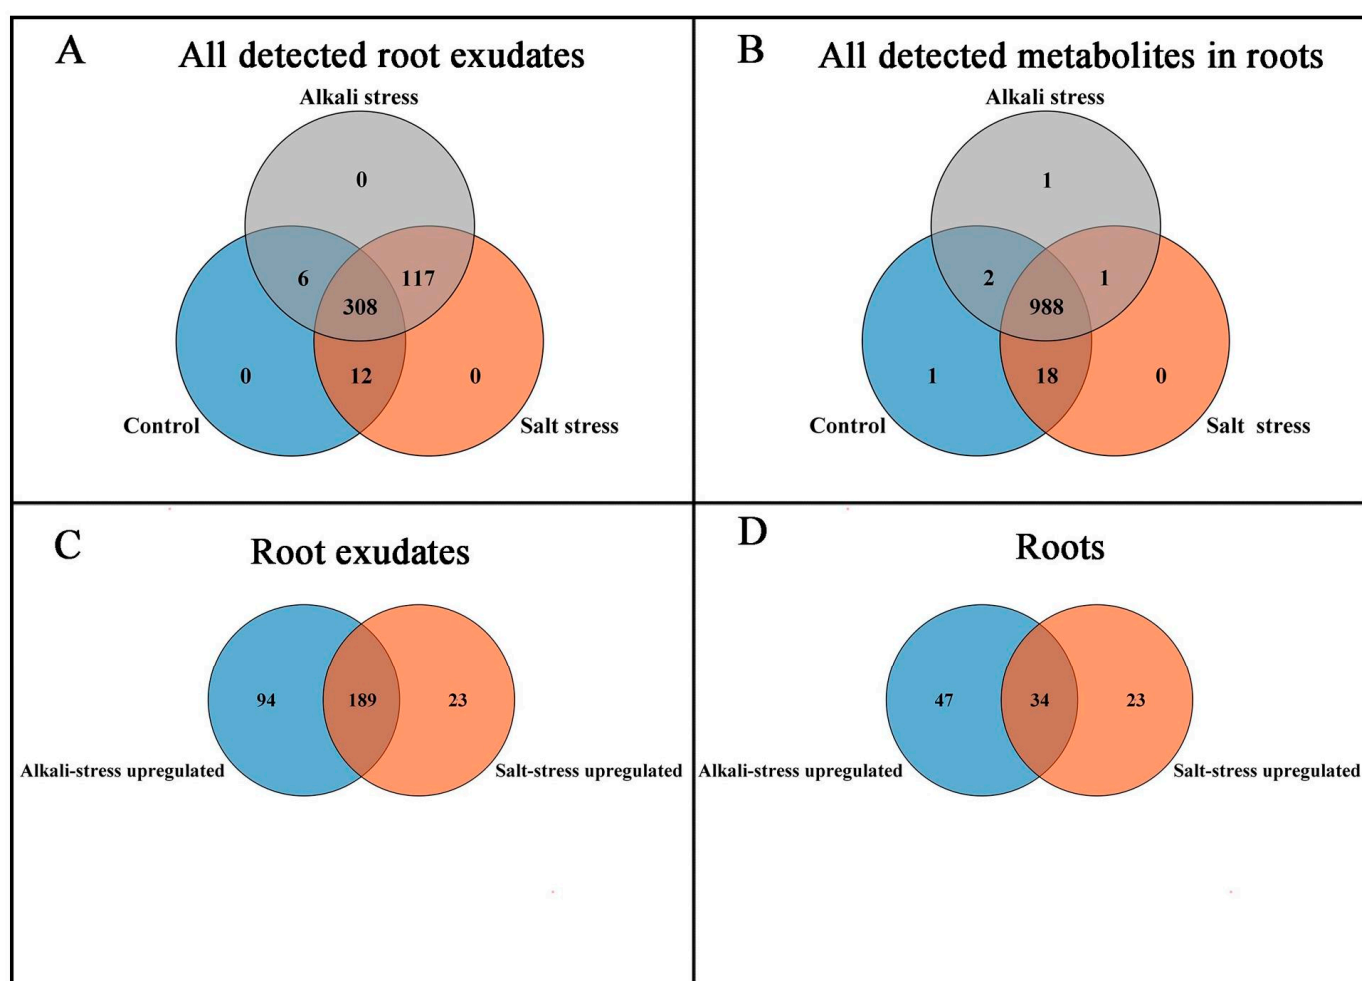 A
All detected root exudates
Alkali stress
0
6
117
308
0
12
0
Control
Salt stress
B
All detected metabolites in roots
Alkali stress
1
2
1
988
1
18
0
Control
Salt stress
C
Root exudates
94
189
23
Alkali-stress upregulated
Salt-stress upregulated
D
Roots
47
34
23
Alkali-stress upregulated
Salt-stress upregulated